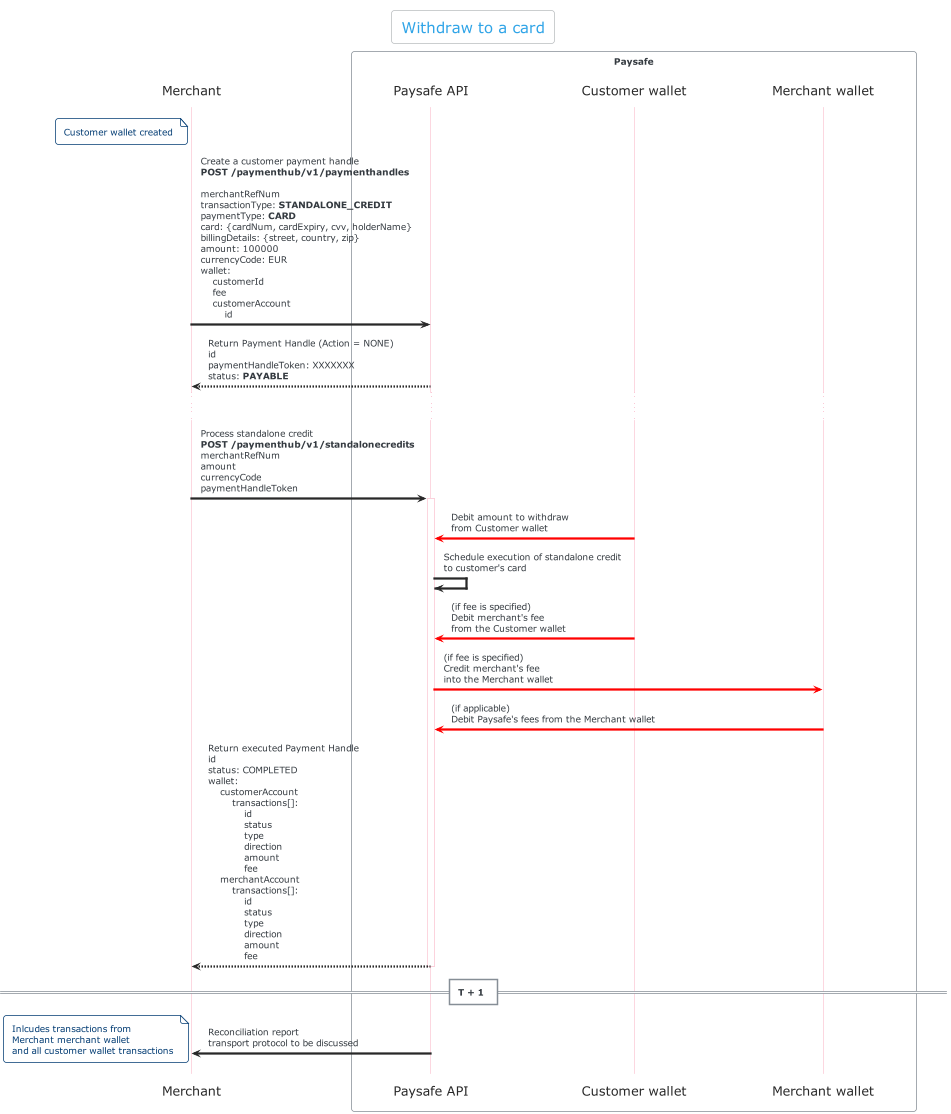 Withdraw to a card
Paysafe
Merchant
Paysafe API
Customer wallet
Merchant wallet
Customer wallet created
Create a customer payment handle
POST /paymenthub/v1/paymenthandles
merchantRefNum
transactionType: STANDALONE_CREDIT
paymentType: CARD
card: {cardNum, cardExpiry, cvv, holderName}
billingDetails: {street, country, zip}
amount: 100000
currencyCode: EUR
wallet:
customerId
fee
customerAccount
id
Return Payment Handle (Action = NONE)
id
paymentHandleToken: XXXXXXX
status: PAYABLE
Process standalone credit
POST /paymenthub/v1/standalonecredits
merchantRefNum
amount
currencyCode
paymentHandleToken
Debit amount to withdraw
from Customer wallet
Schedule execution of standalone credit
to customer's card
(if fee is specified)
Debit merchant's fee
from the Customer wallet
(if fee is specified)
Credit merchant's fee
into the Merchant wallet
(if applicable)
Debit Paysafe's fees from the Merchant wallet
Return executed Payment Handle
id
status: COMPLETED
wallet:
customerAccount
transactions[]:
id
status
type
direction
amount
fee
merchantAccount
transactions[]:
id
status
type
direction
amount
fee
T + 1
Inlcudes transactions from
Merchant merchant wallet
and all customer wallet transactions
Reconciliation report
transport protocol to be discussed
Merchant
Paysafe API
Customer wallet
Merchant wallet